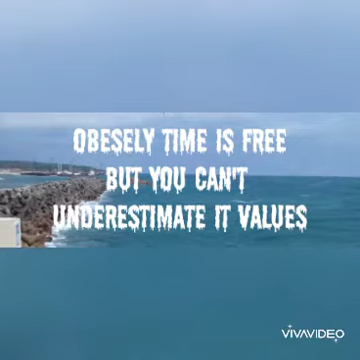 OBESELY TIME IS FREE
BUT YOU CAN'T
UNDERESTIMATE IT VALUES
VIVAVIDEO